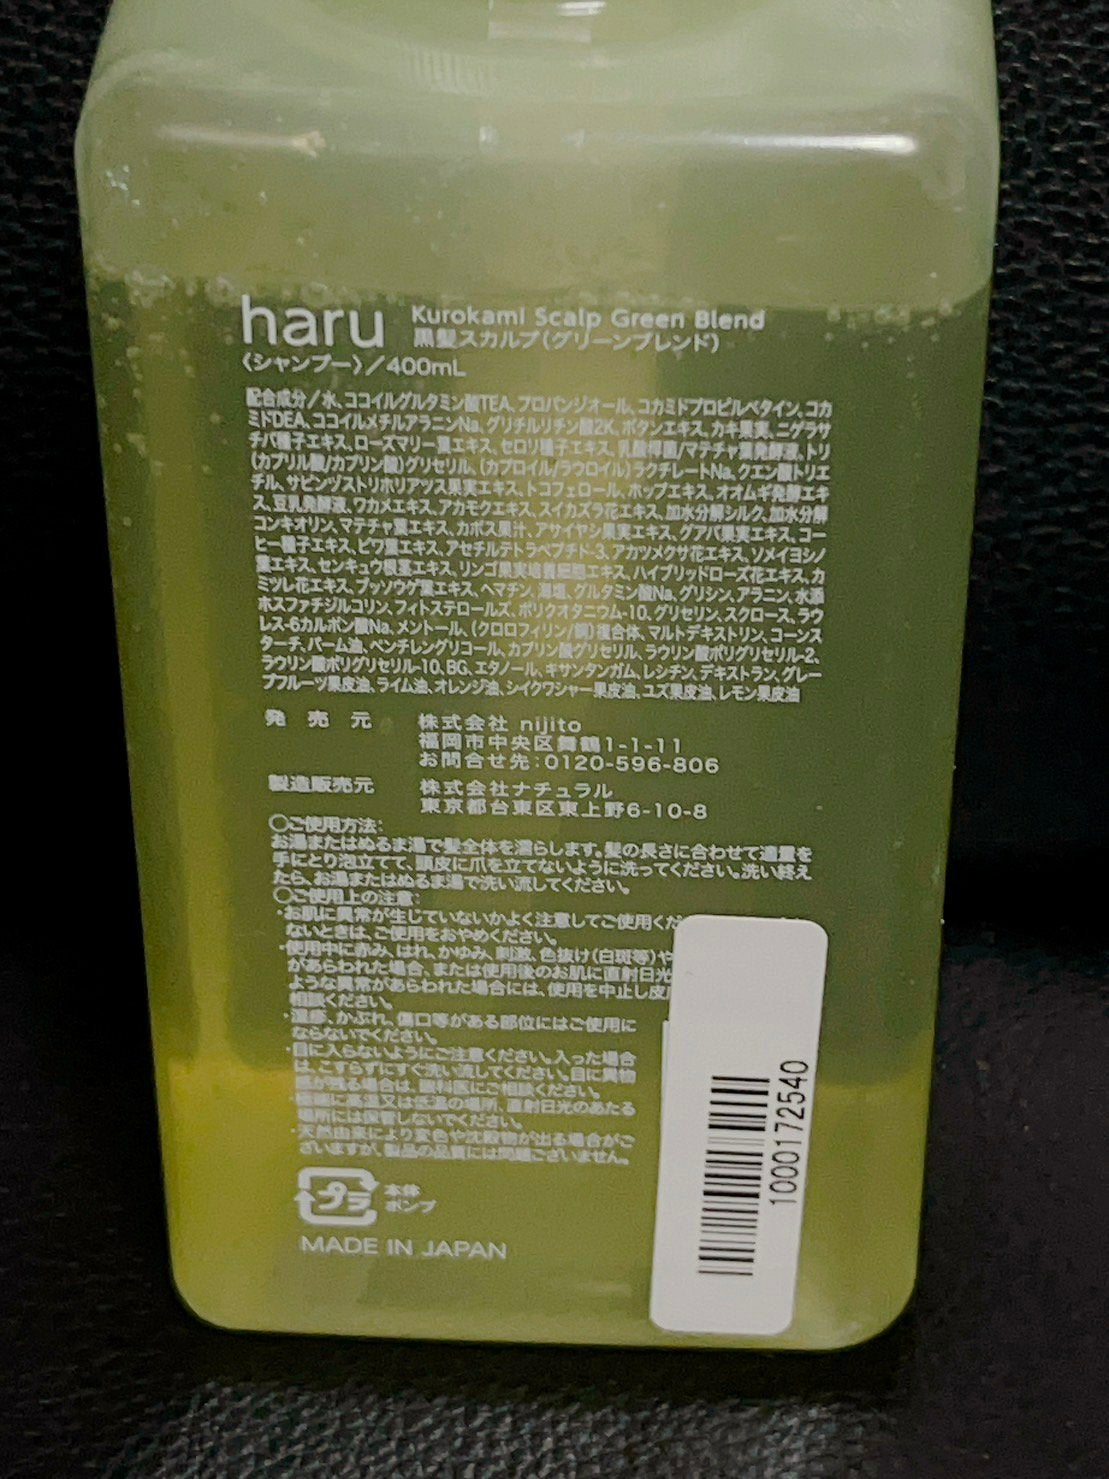 haru
Kurokami Scalp Green Blend
黒髪スカルプ(グリーンブレンド)
〈シャンプー〉/400mL
配合成分/水、ココイルグルタミン酸TEA、プロパンジオール、コカミドプロピルベタイン、コカ
ミドDEA、ココイルメチルアラニンNa、グリチルリチン酸2K、ボタンエキス、カキ果実、ニグラサ
チバ種子エキス、ローズマリー葉エキス、セロリ種子エキス、乳酸桿菌/マテチャ葉発酵液、トリ
(カプリル酸/カプリン酸)グリセリル、(カプロイル/ラウロイル)ラクチレートNa、クエン酸トリエ
チル、サピンヅストリホリアツス果実エキス、トコフェロール、ホップエキス、オオムギ発酵エキ
ス、豆乳発酵液、ワカメエキス、アカモクエキス、スイカズラ花エキス、加水分解シルク、加水分解
コンキオリン、マテチャ葉エキス、カボス果汁、アサイヤシ果実エキス、グアバ果実エキス、コー
ヒー種子エキス、ビワ葉エキス、アセチルテトラペプチド-3、アカツメクサ花エキス、ソメイヨシノ
葉エキス、センキュウ根茎エキス、リンゴ果実培養細胞エキス、ハイブリッドローズ花エキス、カ
ミツレ花エキス、ブッソウゲ葉エキス、ヘマチン、海塩、グルタミン酸Na、グリシン、アラニン、水添
ホスファチジルコリン、フィトステロールズ、ポリクオタニウム-10、グリセリン、スクロース、ラウ
レス-6カルボン酸Na、メントール、(クロロフィリン/銅)複合体、マルトデキストリン、コーンス
ターチ、パーム油、ペンチレングリコール、カプリン酸グリセリル、ラウリン酸ポリグリセリル-2、
ラウリン酸ポリグリセリル-10、BG、エタノール、キサンタンガム、レシチン、デキストラン、グレー
プフルーツ果皮油、ライム油、オレンジ油、シイクワシャー果皮油、ユズ果皮油、レモン果皮油
発売元 株式会社 nijito
福岡市中央区舞鶴1-1-11
お問合せ先:0120-596-806
製造販売元 株式会社ナチュラル
東京都台東区東上野6-10-8
○ご使用方法:
お湯またはぬるま湯で髪全体を濡らします。髪の長さに合わせて適量を
手にとり泡立てて、頭皮に爪を立てないように洗ってください。洗い終え
たら、お湯またはぬるま湯で洗い流してください。
○ご使用上の注意:
・お肌に異常が生じていないかよく注意してご使用くだ
ないときは、ご使用をおやめください。
・使用中に赤み、はれ、かゆみ、刺激、色抜け(白斑等)や
があらわれた場合、または使用後のお肌に直射日光
ような異常があらわれた場合には、使用を中止し皮
相談ください。
・湿疹、かぶれ、傷口等がある部位にはご使用に
ならないでください。
・目に入らないようにご注意ください。入った場合
は、こすらずにすぐ洗い流してください。目に異物
感が残る場合は、眼科医にご相談ください。
・極端に高温又は低温の場所、直射日光のあたる
場所には保管しないでください。
・天然由来により変色や沈殿物が出る場合がご
ざいますが、製品の品質には問題ございません。
プラ
本体
ポンプ
MADE IN JAPAN
1000172540